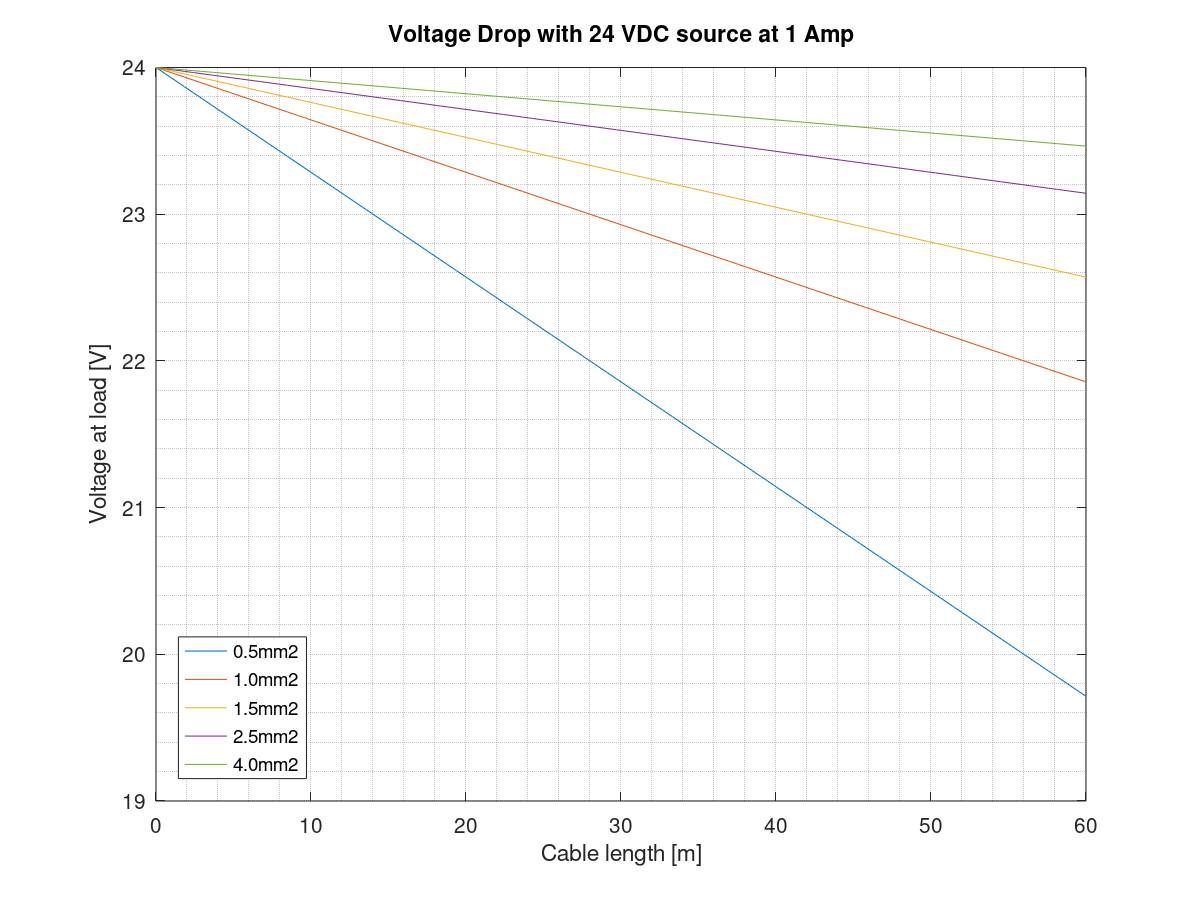 Voltage Drop with 24 VDC source at 1 Amp
24
23
22
21
20
19
Voltage at load [V]
0.5mm2
1.0mm2
1.5mm2
2.5mm2
4.0mm2
0 10 20 30 40 50 60
Cable length [m]